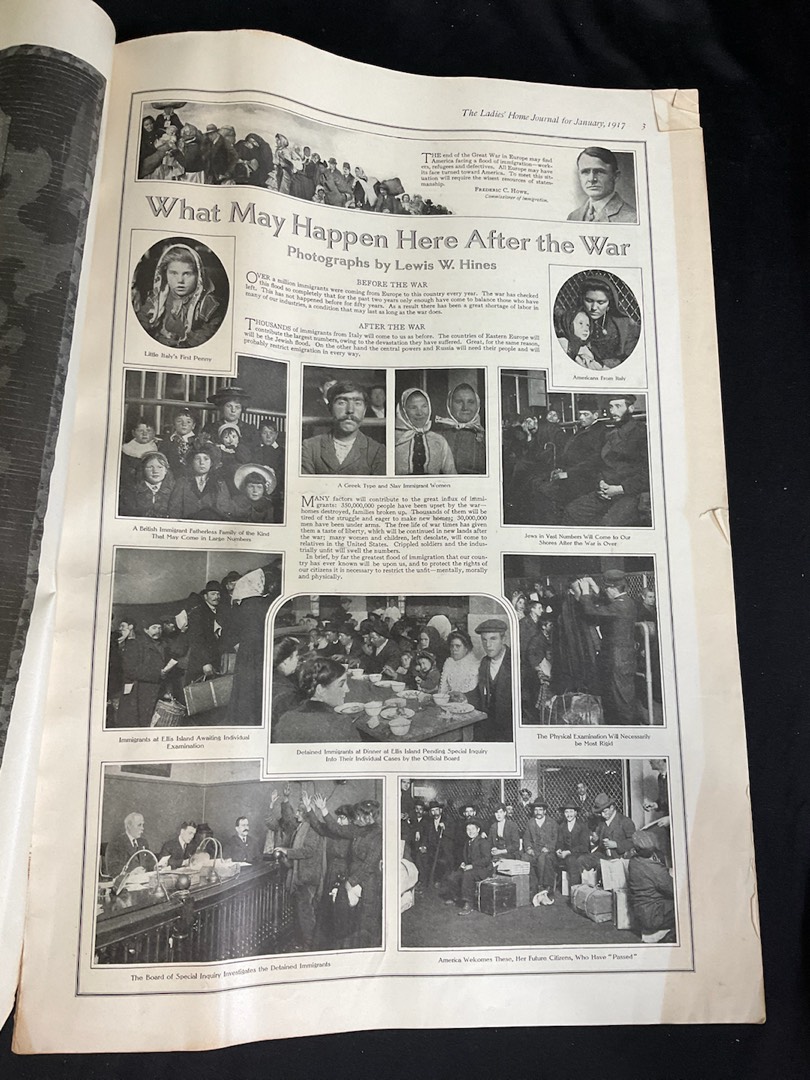 The Ladies' Home Journal for January, 1917 3
THE end of the Great War in Europe may find
America facing a flood of immigration—work-
ers, refugees and defectives. All Europe may have
its face turned toward America. To meet this sit-
uation will require the wisest resources of states-
manship.
FREDERIC C. HOWE,
Commissioner of Immigration.
What May Happen Here After the War
Photographs by Lewis W. Hines
BEFORE THE WAR
OVER a million immigrants were coming from Europe to this country every year. The war has checked
this flood so completely that for the past two years only enough have come to balance those who have
left. This has not happened before for fifty years. As a result there has been a great shortage of labor in
many of our industries, a condition that may last as long as the war does.
AFTER THE WAR
THOUSANDS of immigrants from Italy will come to us as before. The countries of Eastern Europe will
contribute the largest numbers, owing to the devastation they have suffered. Great, for the same reason,
will be the Jewish flood. On the other hand the central powers and Russia will need their people and will
probably restrict emigration in every way.
Little Italy's First Penny
Americans From Italy
A Greek Type and Slav Immigrant Women
A British Immigrant Fatherless Family of the Kind
That May Come in Large Numbers
Jews in Vast Numbers Will Come to Our
Shores After the War is Over
MANY factors will contribute to the great influx of immi-
grants: 350,000,000 people have been upset by the war—
homes destroyed, families broken up. Thousands of them will be
tired of the struggle and eager to make new homes; 30,000,000
men have been under arms. The free life of war times has given
them a taste of liberty, which will be continued in new lands after
the war; many women and children, left desolate, will come to
relatives in the United States. Crippled soldiers and the indus-
trially unfit will swell the numbers.
In brief, by far the greatest flood of immigration that our coun-
try has ever known will be upon us, and to protect the rights of
our citizens it is necessary to restrict the unfit—mentally, morally
and physically.
Immigrants at Ellis Island Awaiting Individual
Examination
Detained Immigrants at Dinner at Ellis Island Pending Special Inquiry
Into Their Individual Cases by the Official Board
The Physical Examination Will Necessarily
be Most Rigid
The Board of Special Inquiry Investigates the Detained Immigrants
America Welcomes These, Her Future Citizens, Who Have "Passed"